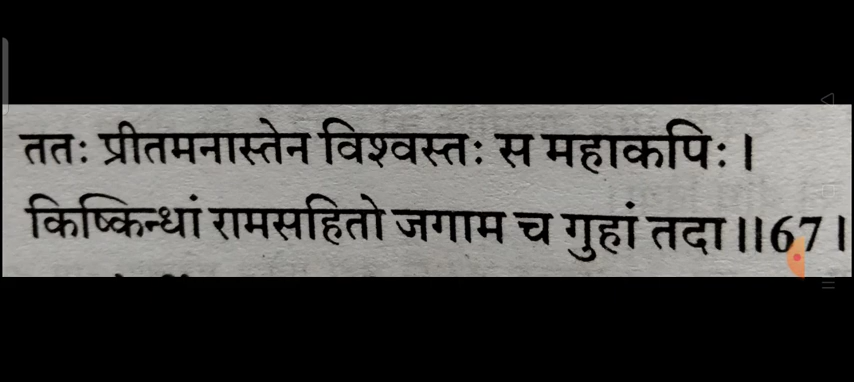 ततः प्रीतमनास्तेन विश्वस्तः स महाकपिः ।
किष्किन्धां रामसहितो जगाम च गुहां तदा ।।67।